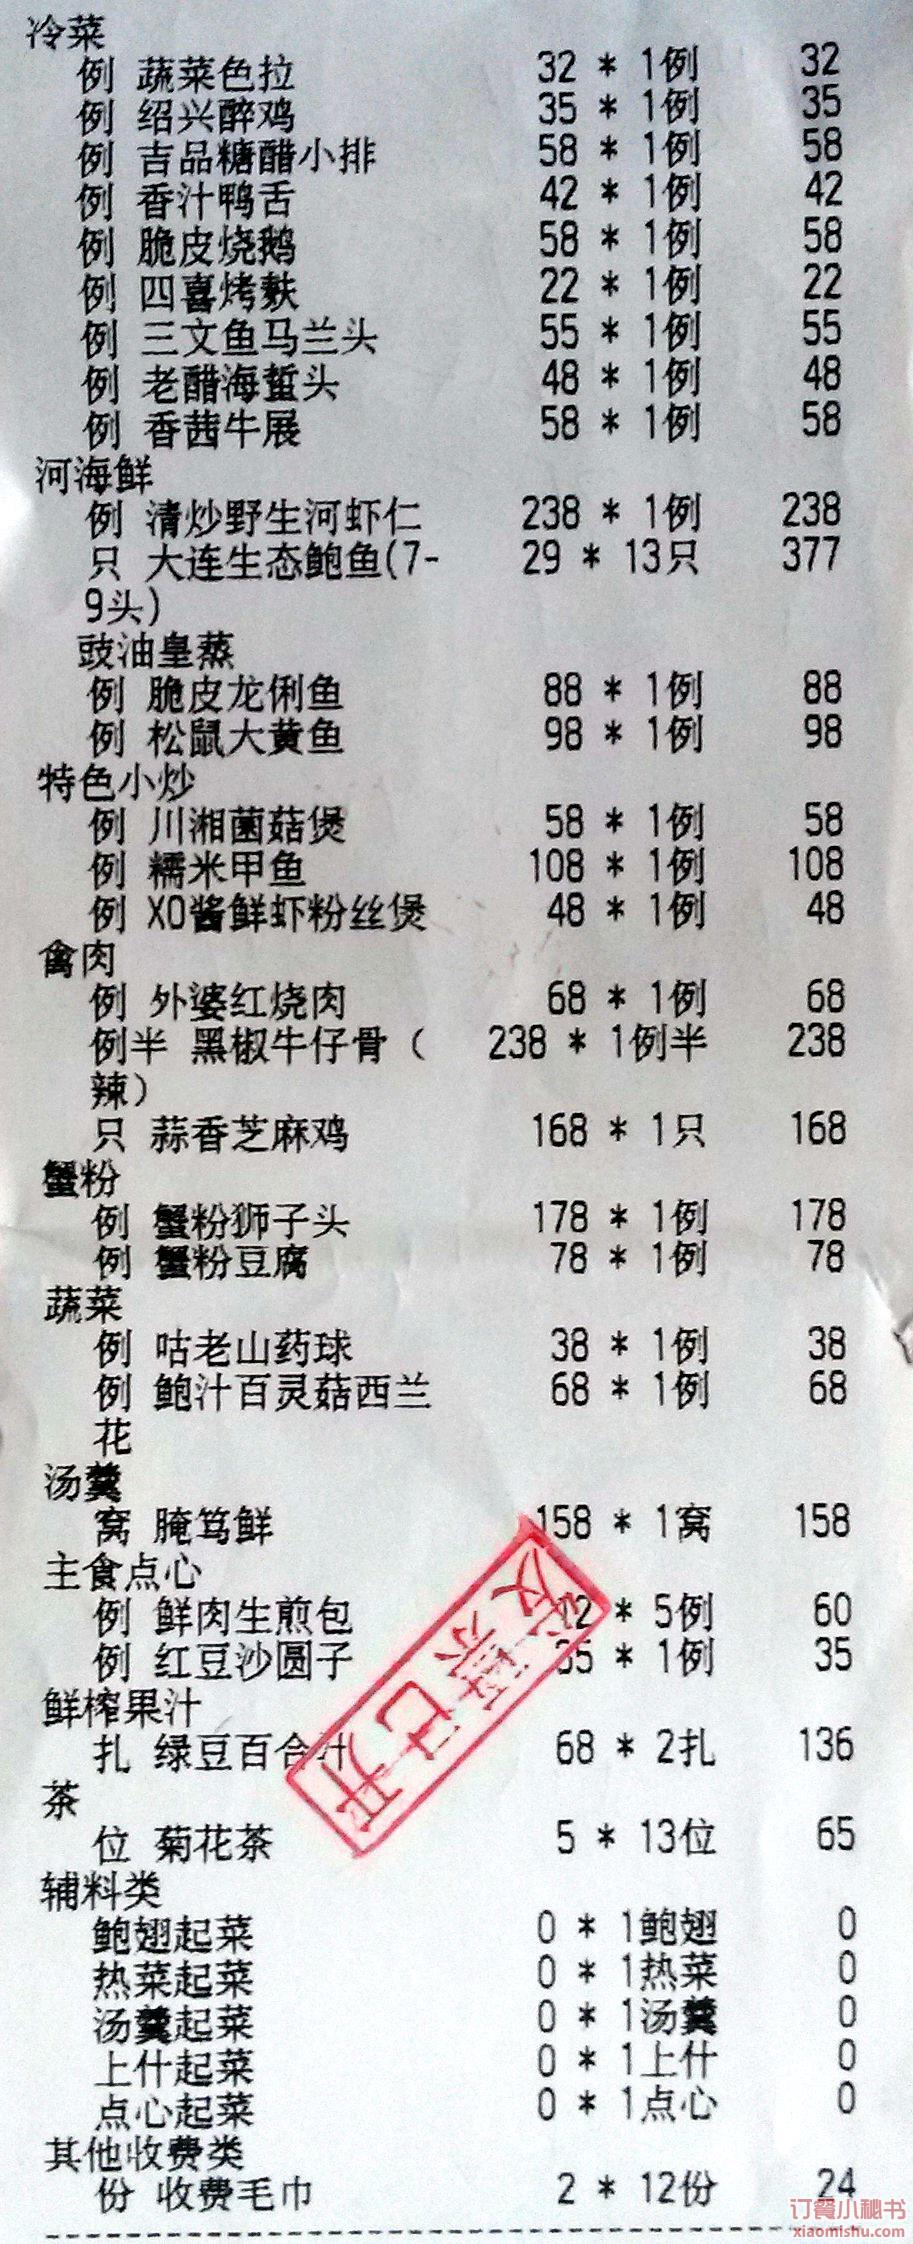 冷菜
例 蔬菜色拉 32 * 1例 32
例 绍兴醉鸡 35 * 1例 35
例 吉品糖醋小排 58 * 1例 58
例 香汁鸭舌 42 * 1例 42
例 脆皮烧鹅 58 * 1例 58
例 四喜烤麸 22 * 1例 22
例 三文鱼马兰头 55 * 1例 55
例 老醋海蜇头 48 * 1例 48
例 香茜牛展 58 * 1例 58
河海鲜
例 清炒野生河虾仁 238 * 1例 238
只 大连生态鲍鱼(7- 29 * 13只 377
9头)
豉油皇蒸
例 脆皮龙俐鱼 88 * 1例 88
例 松鼠大黄鱼 98 * 1例 98
特色小炒
例 川湘菌菇煲 58 * 1例 58
例 糯米甲鱼 108 * 1例 108
例 XO酱鲜虾粉丝煲 48 * 1例 48
禽肉
例 外婆红烧肉 68 * 1例 68
例半 黑椒牛仔骨( 238 * 1例半 238
辣)
只 蒜香芝麻鸡 168 * 1只 168
蟹粉
例 蟹粉狮子头 178 * 1例 178
例 蟹粉豆腐 78 * 1例 78
蔬菜
例 咕老山药球 38 * 1例 38
例 鲍汁百灵菇西兰 68 * 1例 68
花
汤羹
窝 腌笃鲜 158 * 1窝 158
主食点心
例 鲜肉生煎包 12 * 5例 60
例 红豆沙圆子 35 * 1例 35
鲜榨果汁
扎 绿豆百合汁 68 * 2扎 136
茶
位 菊花茶 5 * 13位 65
辅料类
鲍翅起菜 0 * 1鲍翅 0
热菜起菜 0 * 1热菜 0
汤羹起菜 0 * 1汤羹 0
上什起菜 0 * 1上什 0
点心起菜 0 * 1点心 0
其他收费类
份 收费毛巾 2 * 12份 24
发票已开
订餐小秘书
xiaomishu.com